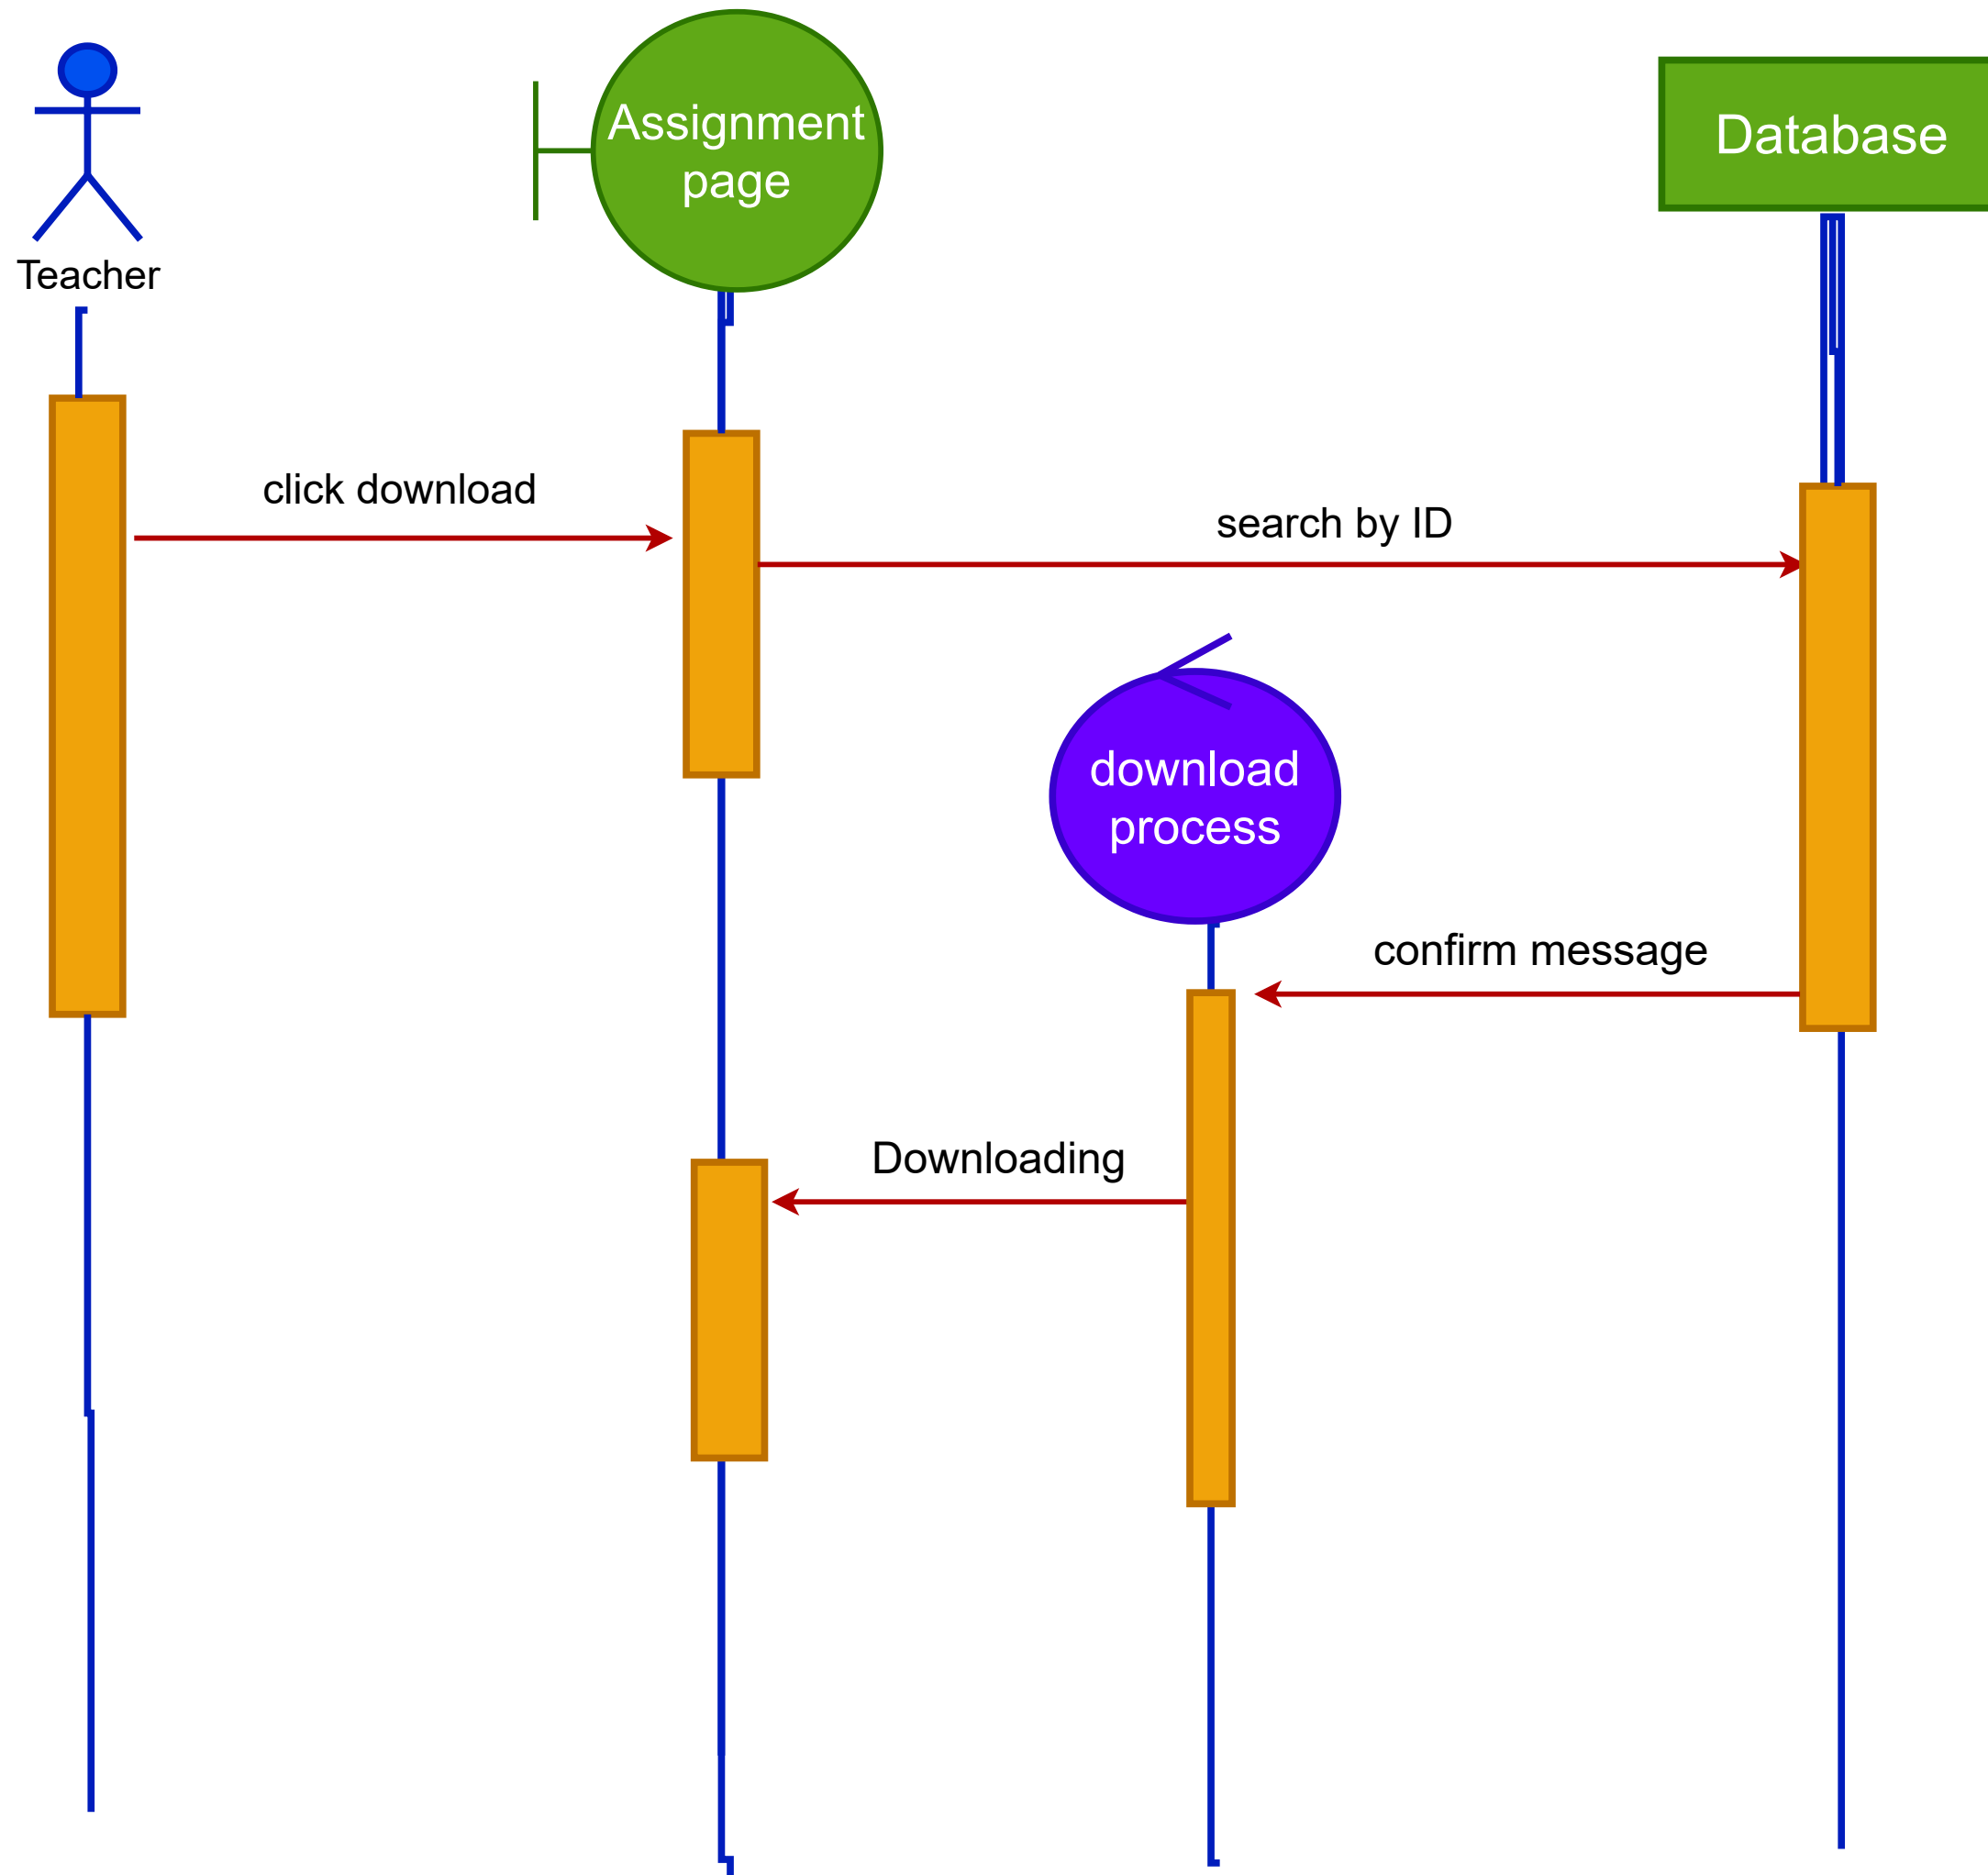 Assignment
page
Database
Teacher
click download
search by ID
download
process
confirm message
Downloading